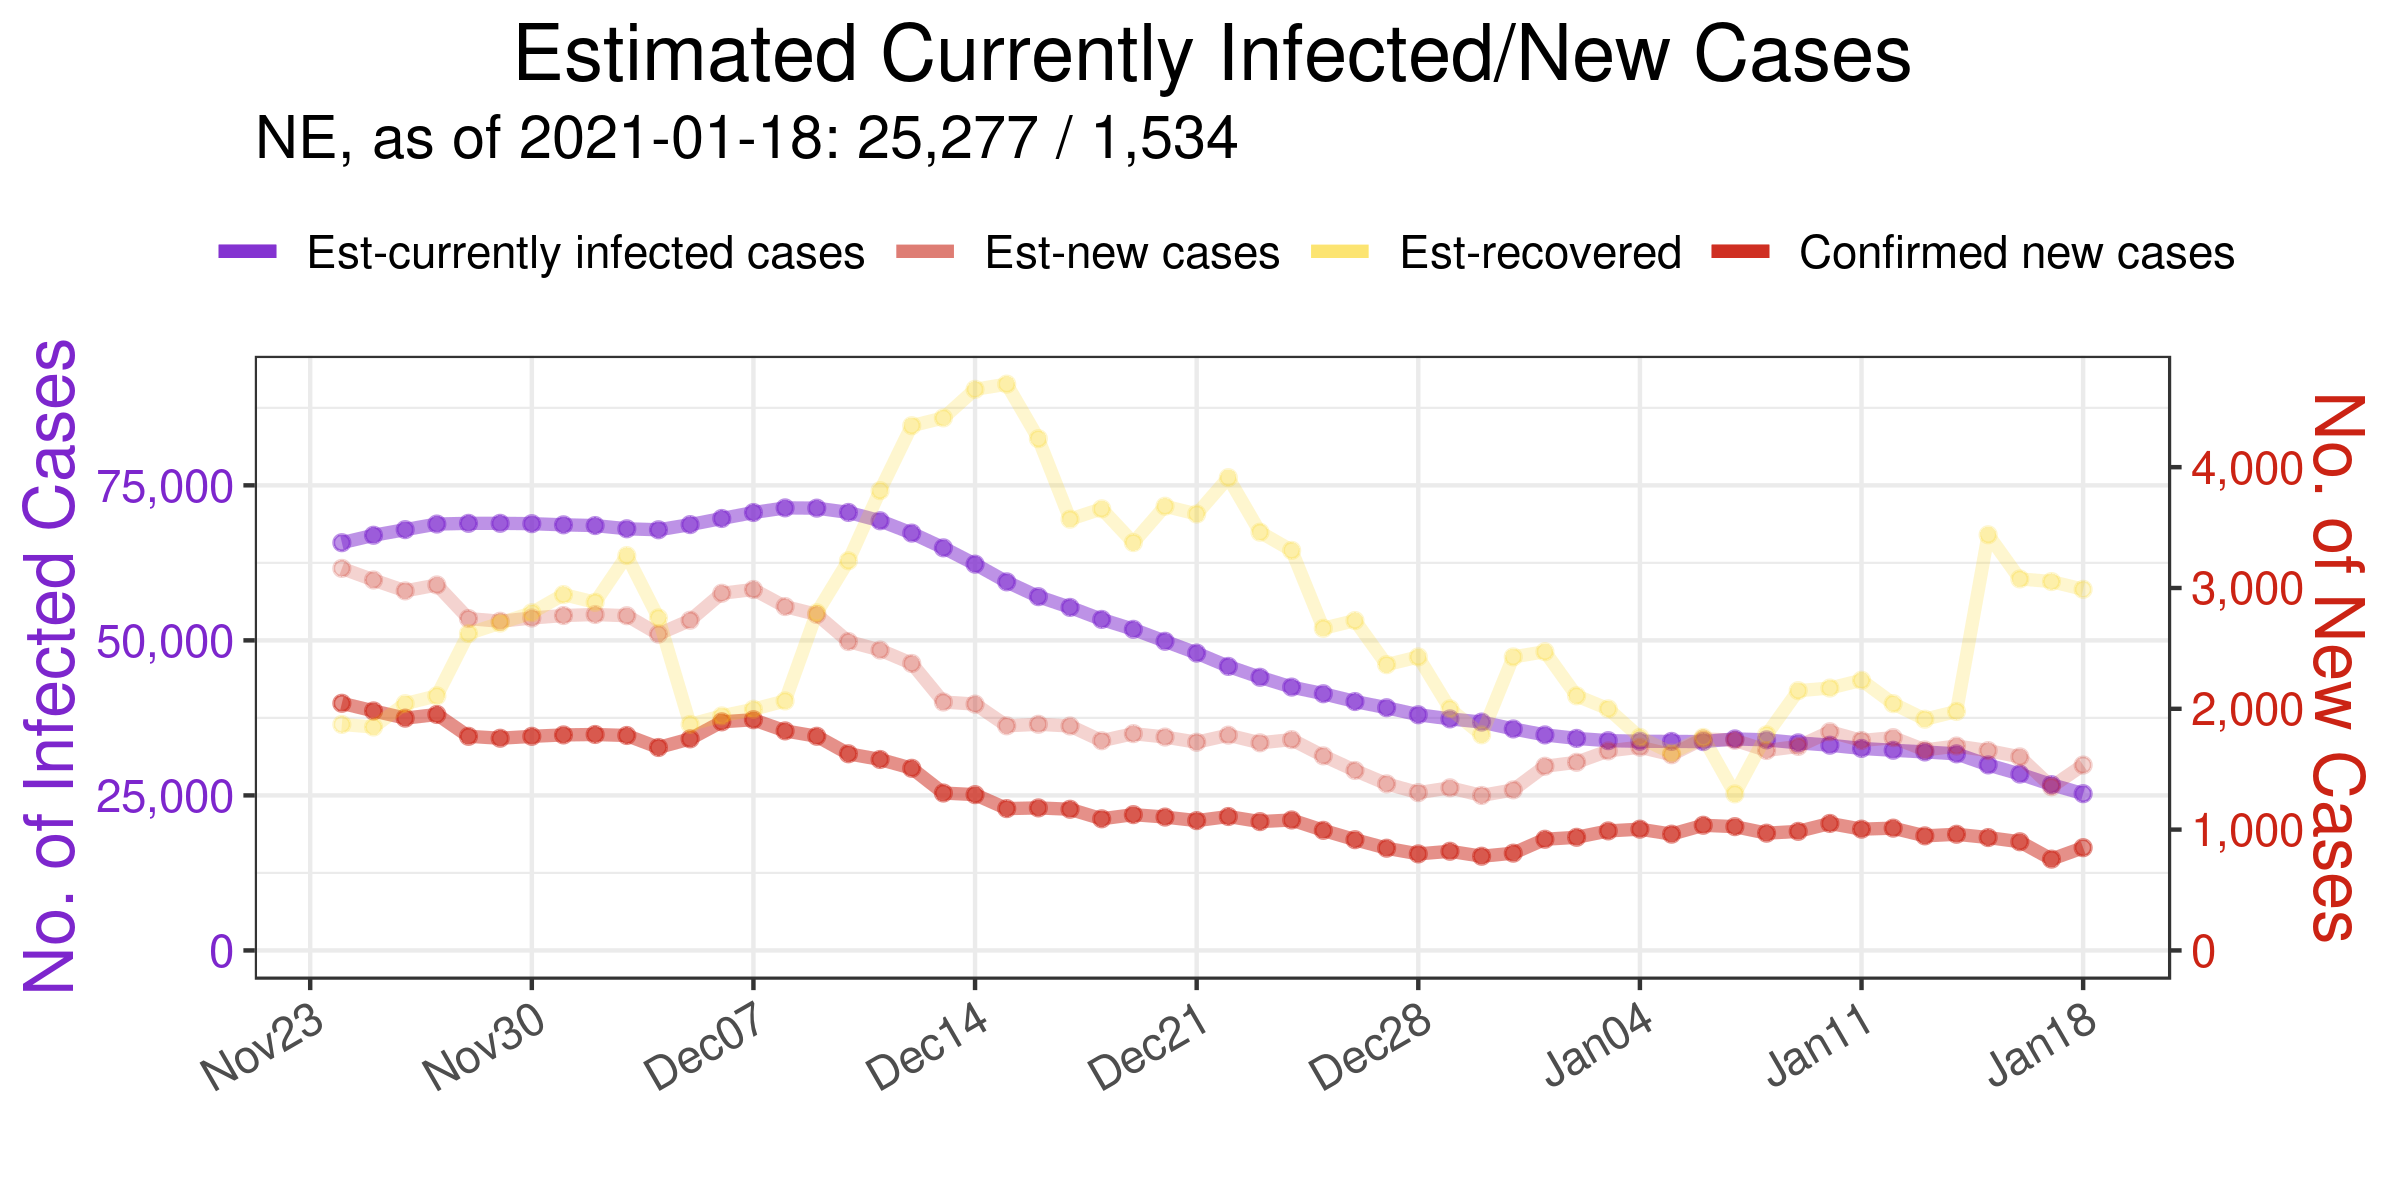 Estimated Currently Infected/New Cases
NE, as of 2021-01-18: 25,277 / 1,534
Est-currently infected cases Est-new cases Est-recovered Confirmed new cases
No. of Infected Cases
75,000
50,000
25,000
0
4,000
3,000
2,000
1,000
0
No. of New Cases
Nov23 Nov30 Dec07 Dec14 Dec21 Dec28 Jan04 Jan11 Jan18